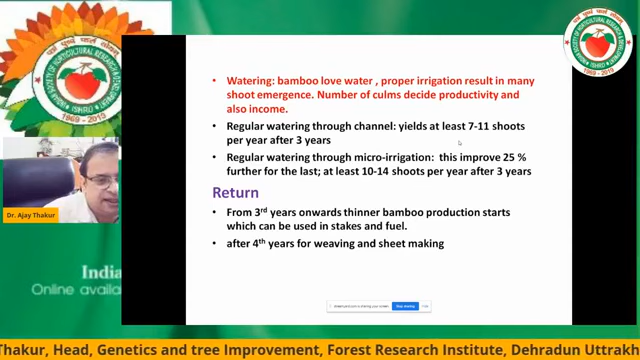 • Watering: bamboo love water , proper irrigation result in many
shoot emergence. Number of culms decide productivity and
also income.
• Regular watering through channel: yields at least 7-11 shoots
per year after 3 years
• Regular watering through micro-irrigation: this improve 25 %
further for the last; at least 10-14 shoots per year after 3 years
Return
• From 3rd years onwards thinner bamboo production starts
which can be used in stakes and fuel.
• after 4th years for weaving and sheet making
Dr. Ajay Thakur
India
Online availa
1969 - 2019
Stop sharing
Thakur, Head, Genetics and tree Improvement, Forest Research Institute, Dehradun Uttrakh